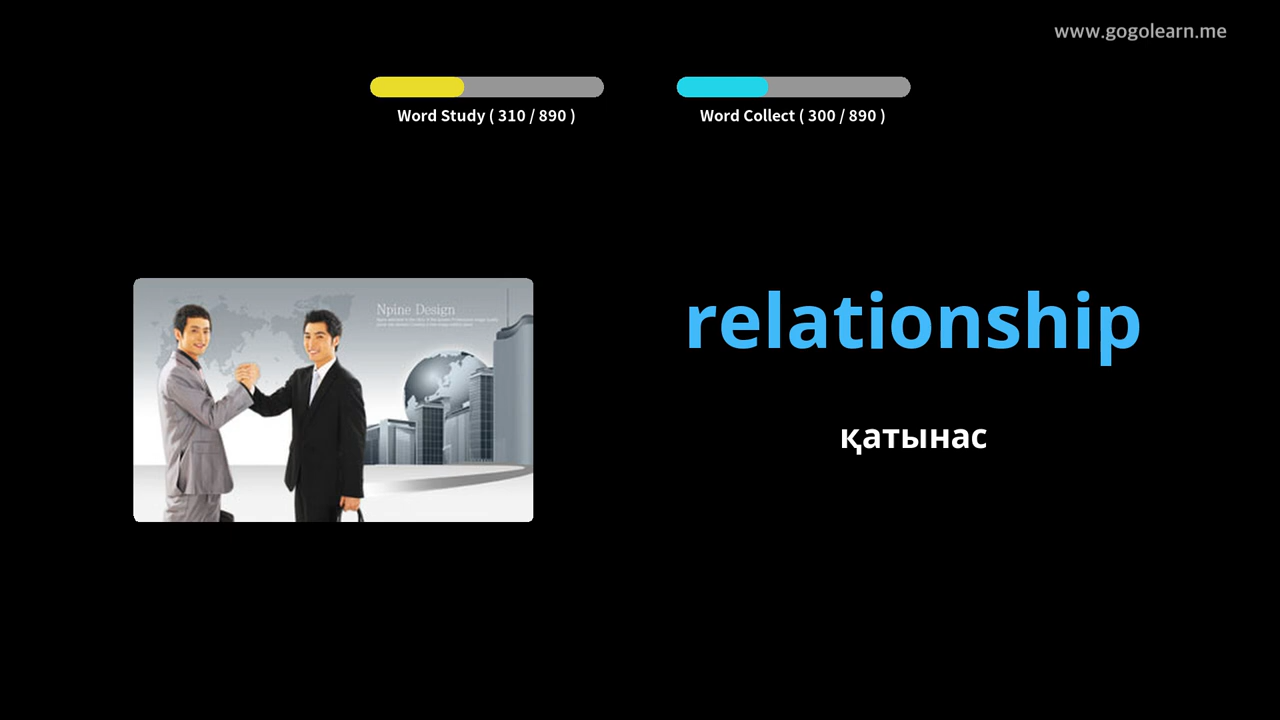 www.gogolearn.me
Word Study ( 310 / 890 )
Word Collect ( 300 / 890 )
Npine Design
relationship
қатынас